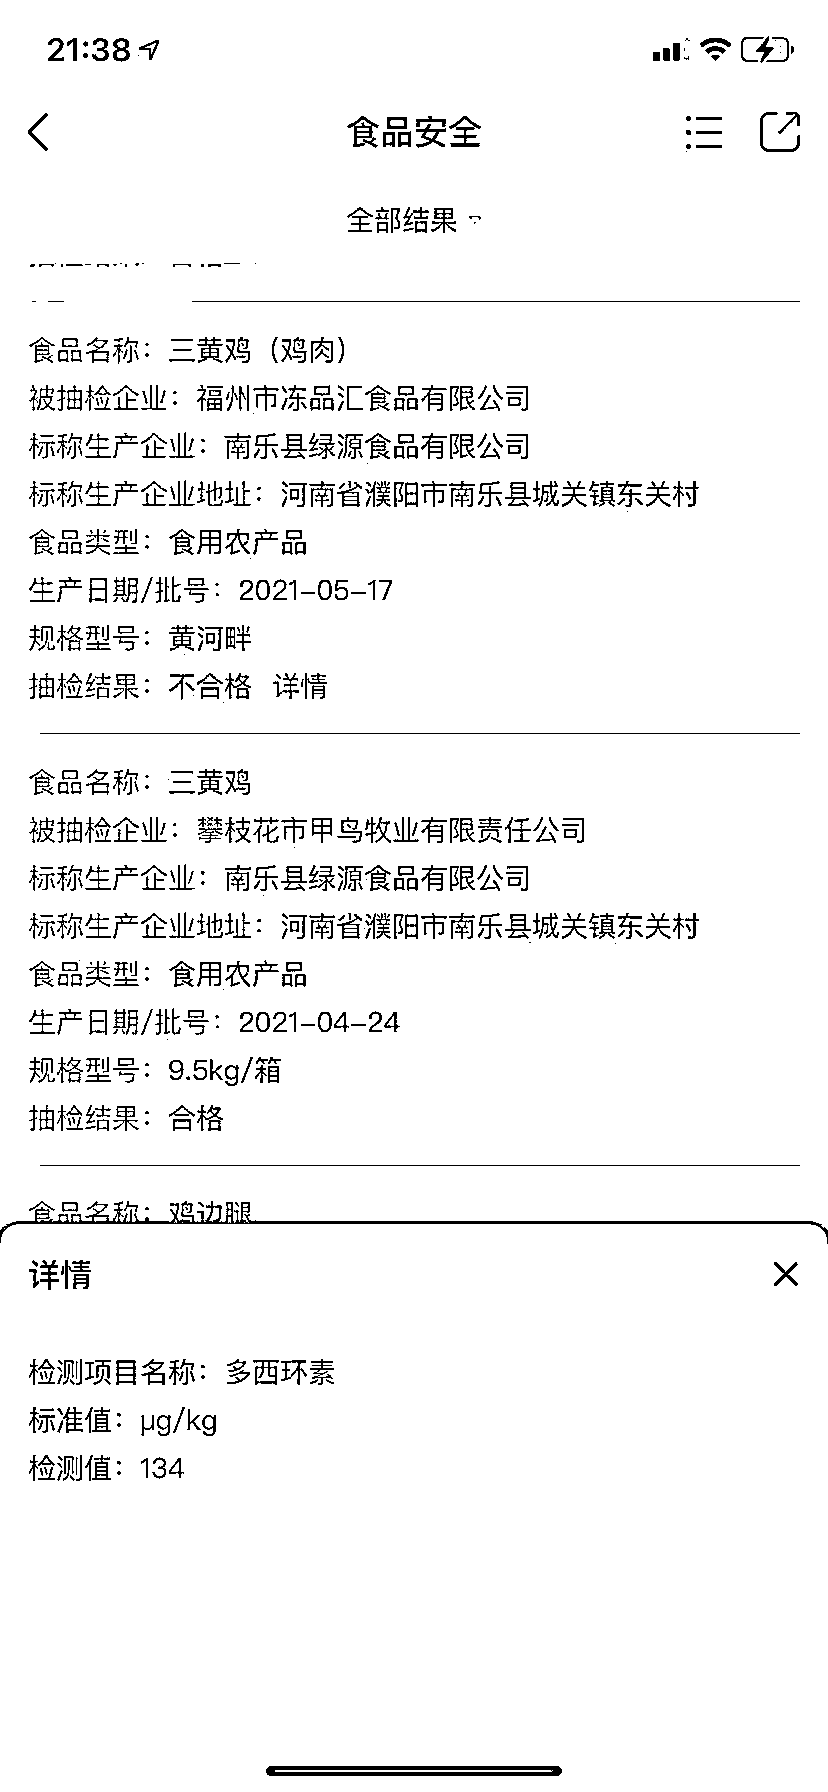 21:38
食品安全
全部结果
食品名称：三黄鸡（鸡肉）
被抽检企业：福州市冻品汇食品有限公司
标称生产企业：南乐县绿源食品有限公司
标称生产企业地址：河南省濮阳市南乐县城关镇东关村
食品类型：食用农产品
生产日期/批号：2021-05-17
规格型号：黄河畔
抽检结果：不合格 详情
食品名称：三黄鸡
被抽检企业：攀枝花市甲鸟牧业有限责任公司
标称生产企业：南乐县绿源食品有限公司
标称生产企业地址：河南省濮阳市南乐县城关镇东关村
食品类型：食用农产品
生产日期/批号：2021-04-24
规格型号：9.5kg/箱
抽检结果：合格
食品名称：鸡边腿
详情
检测项目名称：多西环素
标准值：μg/kg
检测值：134